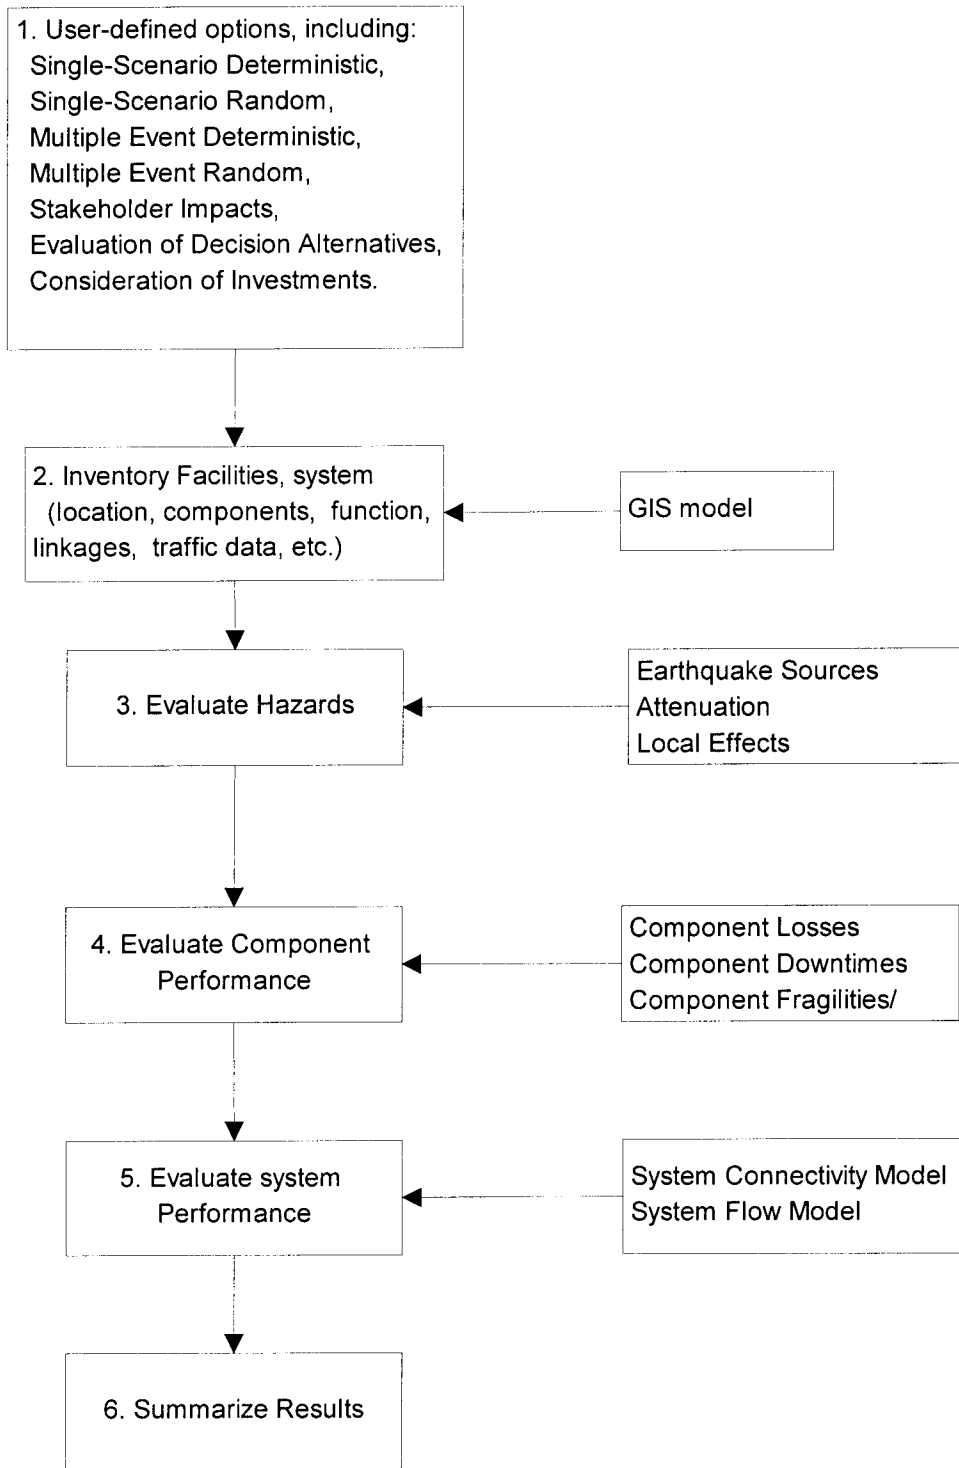 1. User-defined options, including:
Single-Scenario Deterministic,
Single-Scenario Random,
Multiple Event Deterministic,
Multiple Event Random,
Stakeholder Impacts,
Evaluation of Decision Alternatives,
Consideration of Investments.
2. Inventory Facilities, system
(location, components, function,
linkages, traffic data, etc.)
GIS model
3. Evaluate Hazards
Earthquake Sources
Attenuation
Local Effects
4. Evaluate Component
Performance
Component Losses
Component Downtimes
Component Fragilities/
5. Evaluate system
Performance
System Connectivity Model
System Flow Model
6. Summarize Results